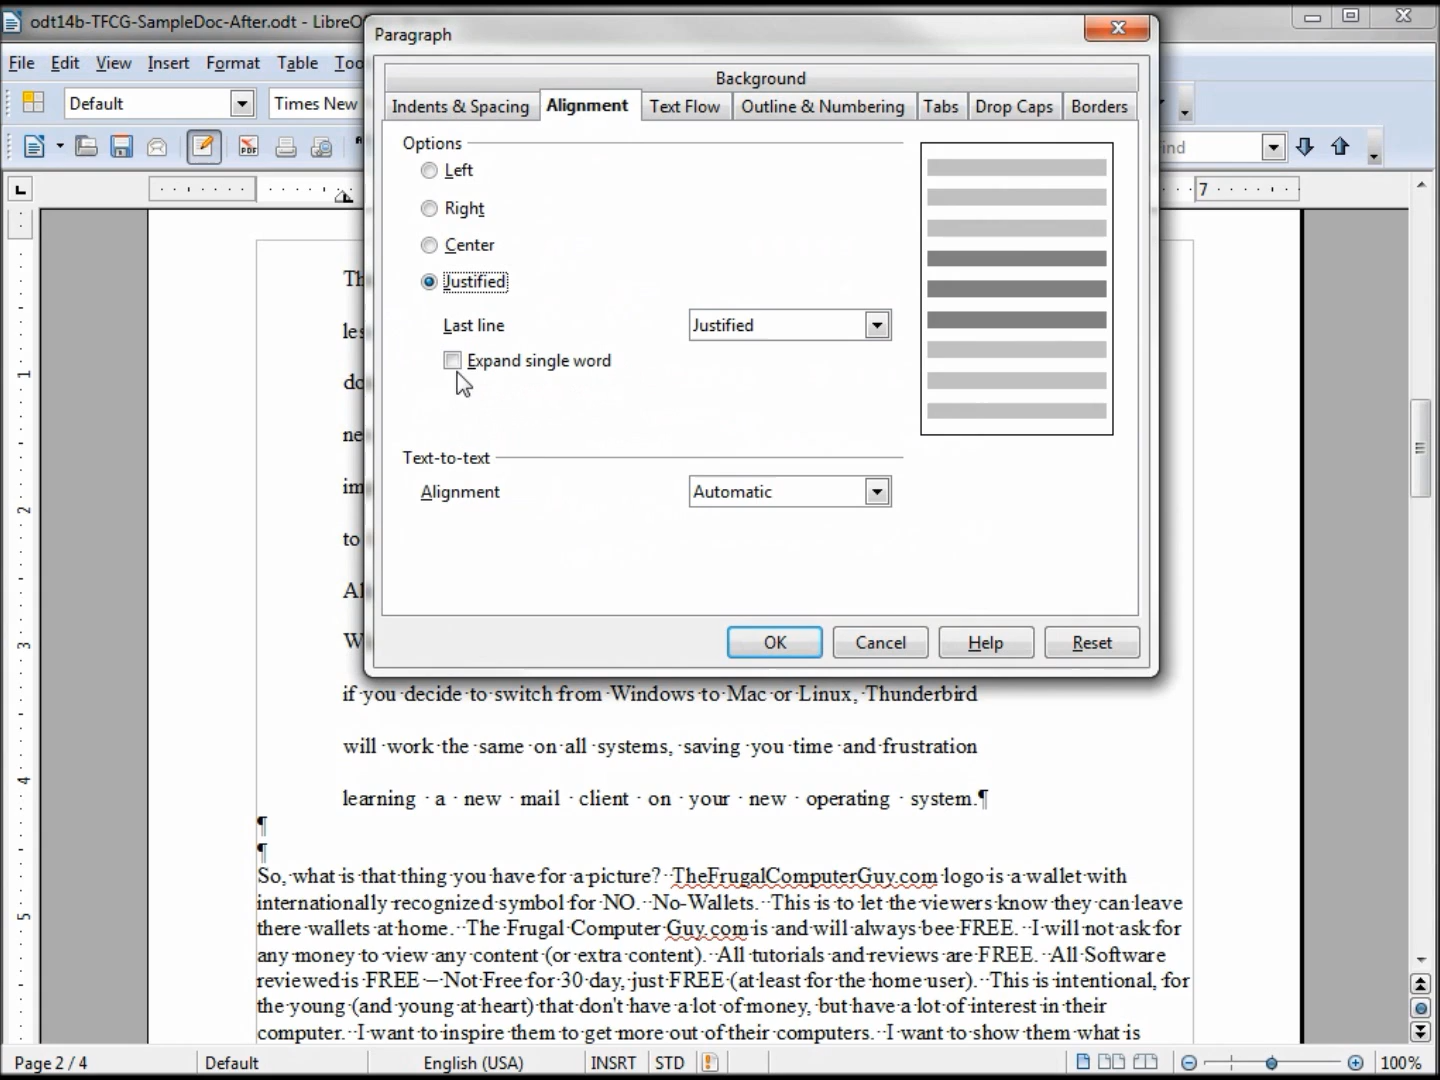 odt14b-TFCG-SampleDoc-After.odt - LibreO
Paragraph
File Edit View Insert Format Table Too
Background
Default Times New
Indents & Spacing Alignment Text Flow Outline & Numbering Tabs Drop Caps Borders
Options
Left
Right
Center
Justified
Last line Justified
Expand single word
Text-to-text
Alignment Automatic
OK Cancel Help Reset
PDF
ind
7
1
2
3
4
5
Th
les
do
ne
im
to
Al
W
if you decide to switch from Windows to Mac or Linux, Thunderbird
will work the same on all systems, saving you time and frustration
learning a new mail client on your new operating system.¶
¶
¶
So, what is that thing you have for a picture? TheFrugalComputerGuy.com logo is a wallet with
internationally recognized symbol for NO. No-Wallets. This is to let the viewers know they can leave
there wallets at home. The Frugal Computer Guy.com is and will always bee FREE. I will not ask for
any money to view any content (or extra content). All tutorials and reviews are FREE. All Software
reviewed is FREE – Not Free for 30 day, just FREE (at least for the home user). This is intentional, for
the young (and young at heart) that don't have a lot of money, but have a lot of interest in their
computer. I want to inspire them to get more out of their computers. I want to show them what is
Page 2 / 4 Default English (USA) INSRT STD 100%